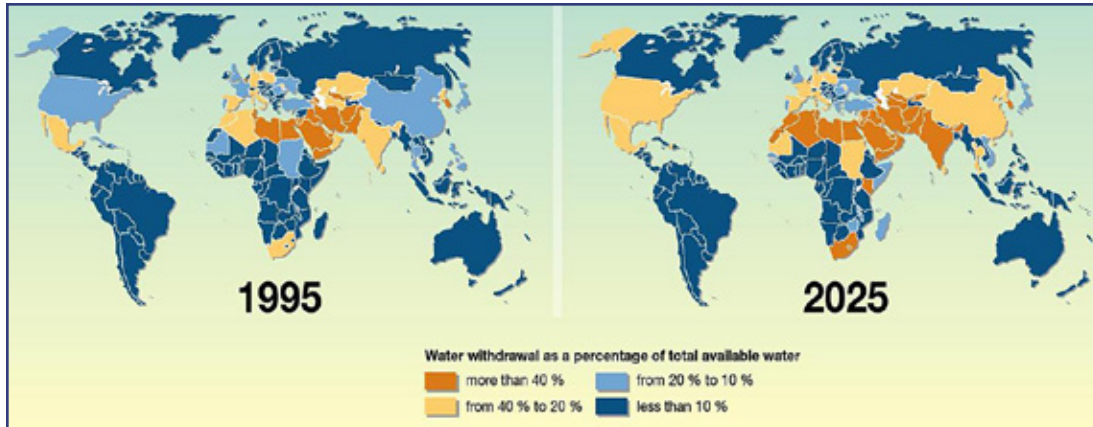 1995
2025
Water withdrawal as a percentage of total available water
more than 40 %
from 20 % to 10 %
from 40 % to 20 %
less than 10 %